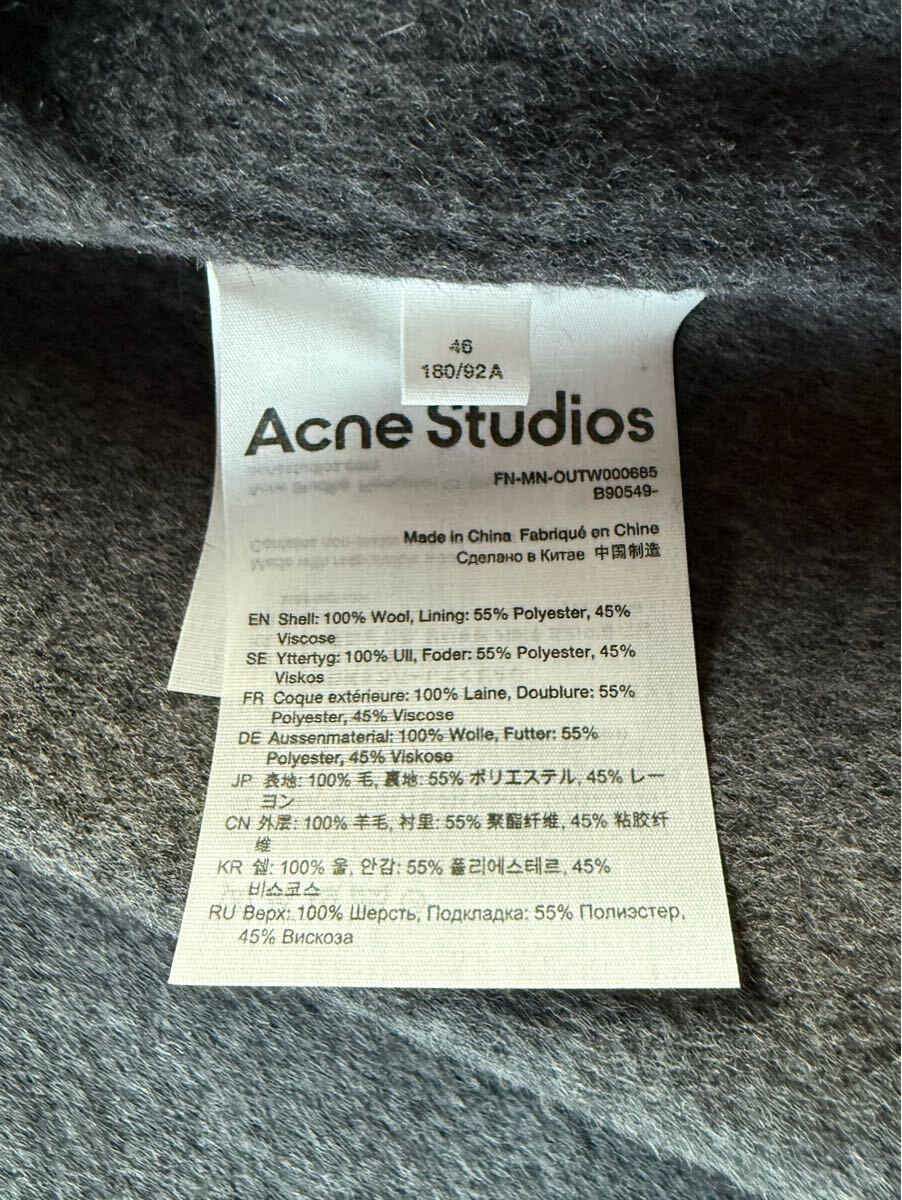 46
180/92A
Acne Studios
FN-MN-OUTW000685
B90549-
Made in China Fabriqué en Chine
Сделано в Китае 中国制造
EN Shell: 100% Wool, Lining: 55% Polyester, 45%
Viscose
SE Yttertyg: 100% Ull, Foder: 55% Polyester, 45%
Viskos
FR Coque extérieure: 100% Laine, Doublure: 55%
Polyester, 45% Viscose
DE Aussenmaterial: 100% Wolle, Futter: 55%
Polyester, 45% Viskose
JP 表地: 100% 毛, 裏地: 55% ポリエステル, 45% レー
ヨン
CN 外层: 100% 羊毛, 衬里: 55% 聚酯纤维, 45% 粘胶纤
维
KR 쉘: 100% 울, 안감: 55% 폴리에스테르, 45%
비스코스
RU Верх: 100% Шерсть, Подкладка: 55% Полиэстер,
45% Вискоза